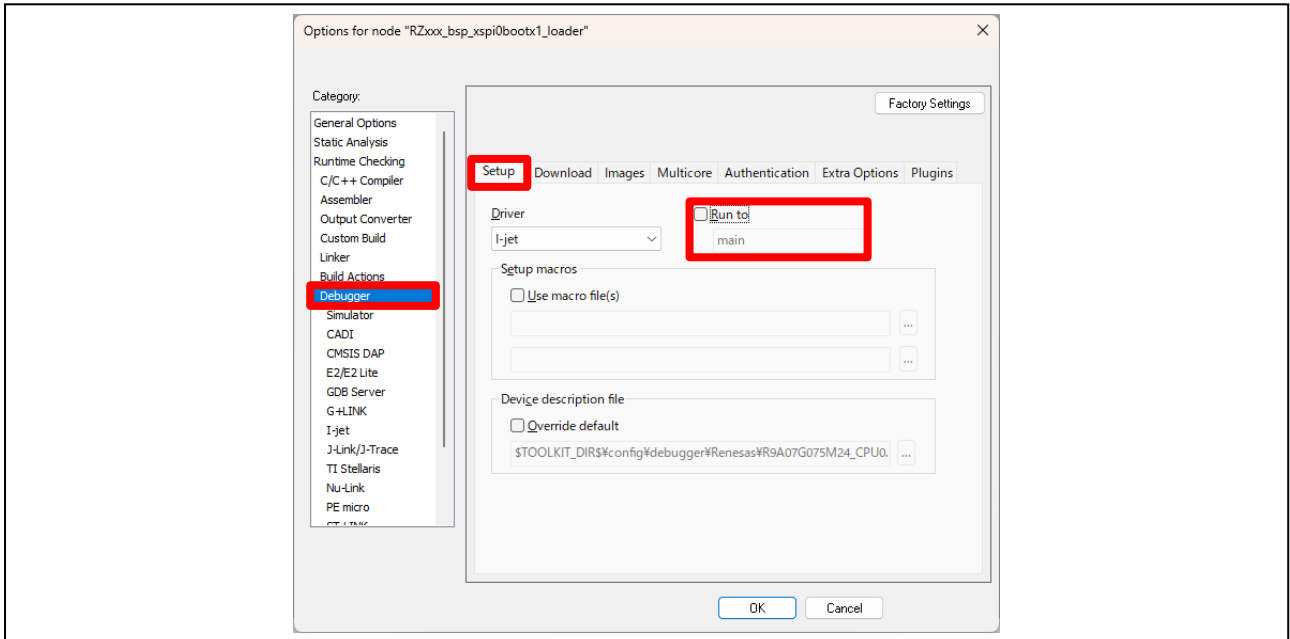 Options for node "RZxxx_bsp_xspi0bootx1_loader"
Category:
General Options
Static Analysis
Runtime Checking
C/C++ Compiler
Assembler
Output Converter
Custom Build
Linker
Build Actions
Debugger
Simulator
CADI
CMSIS DAP
E2/E2 Lite
GDB Server
G+LINK
I-jet
J-Link/J-Trace
TI Stellaris
Nu-Link
PE micro
ST-LINK
Factory Settings
Setup Download Images Multicore Authentication Extra Options Plugins
Driver
I-jet
Run to
main
Setup macros
Use macro file(s)
...
...
Device description file
Override default
$TOOLKIT_DIR$¥config¥debugger¥Renesas¥R9A07G075M24_CPU0. ...
OK Cancel